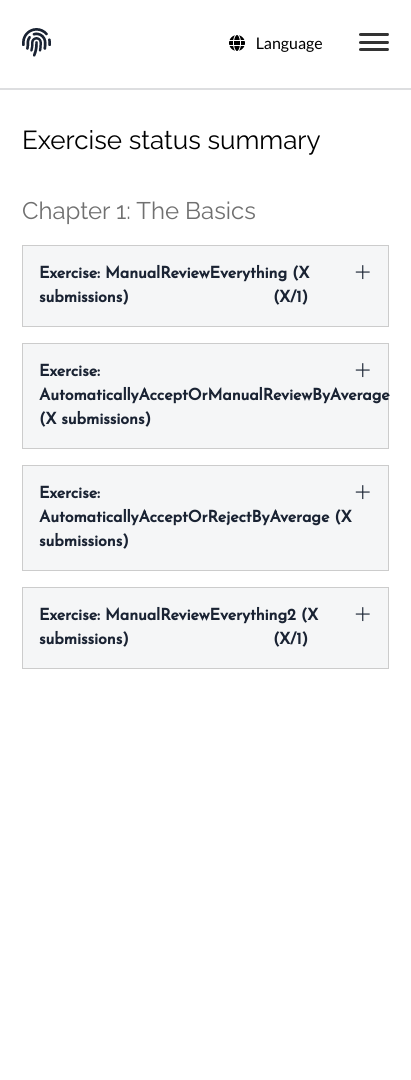 Language
Exercise status summary
Chapter 1: The Basics
Exercise: ManualReviewEverything (X
submissions) (X/1)
Exercise:
AutomaticallyAcceptOrManualReviewByAverage
(X submissions)
Exercise:
AutomaticallyAcceptOrRejectByAverage (X
submissions)
Exercise: ManualReviewEverything2 (X
submissions) (X/1)